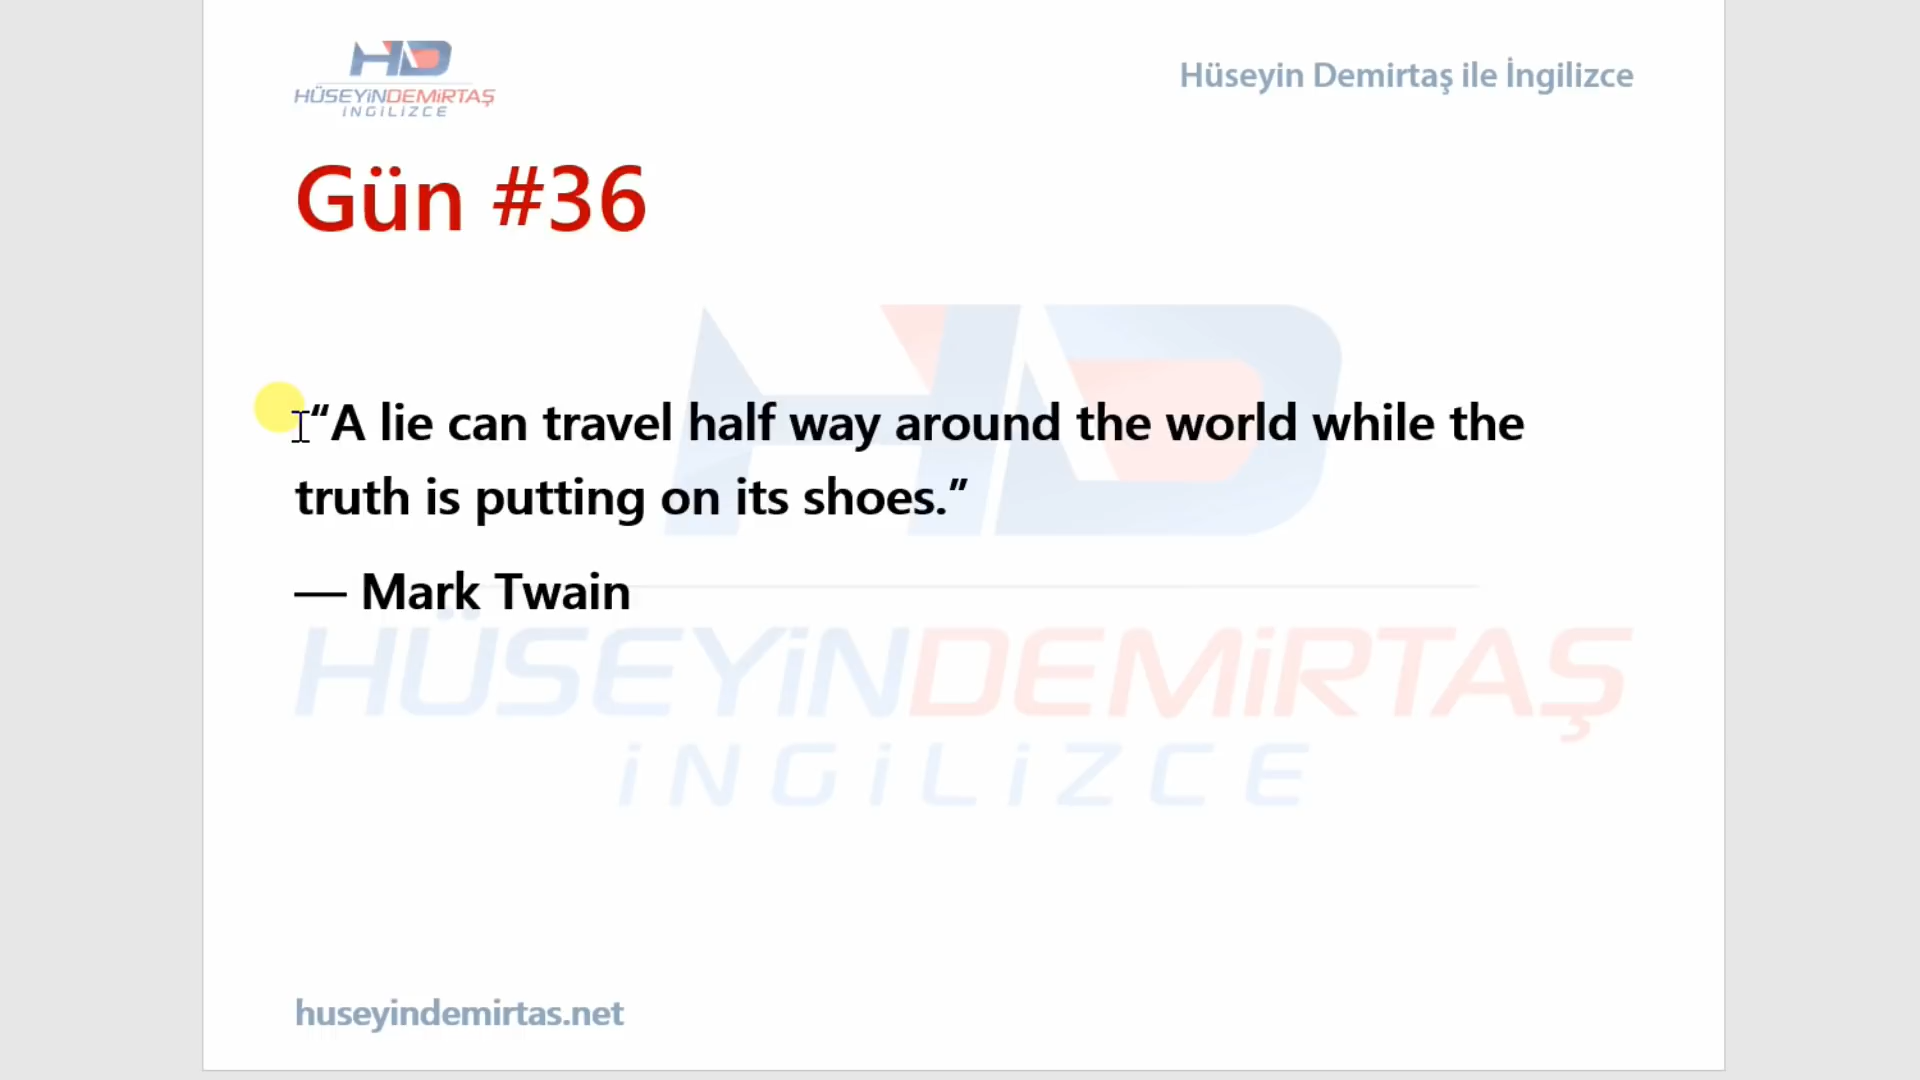 HD
HÜSEYİNDEMİRTAŞ
İNGİLİZCE
Hüseyin Demirtaş ile İngilizce
Gün #36
“A lie can travel half way around the world while the
truth is putting on its shoes.”
— Mark Twain
HD
HÜSEYİNDEMİRTAŞ
İNGİLİZCE
huseyindemirtas.net